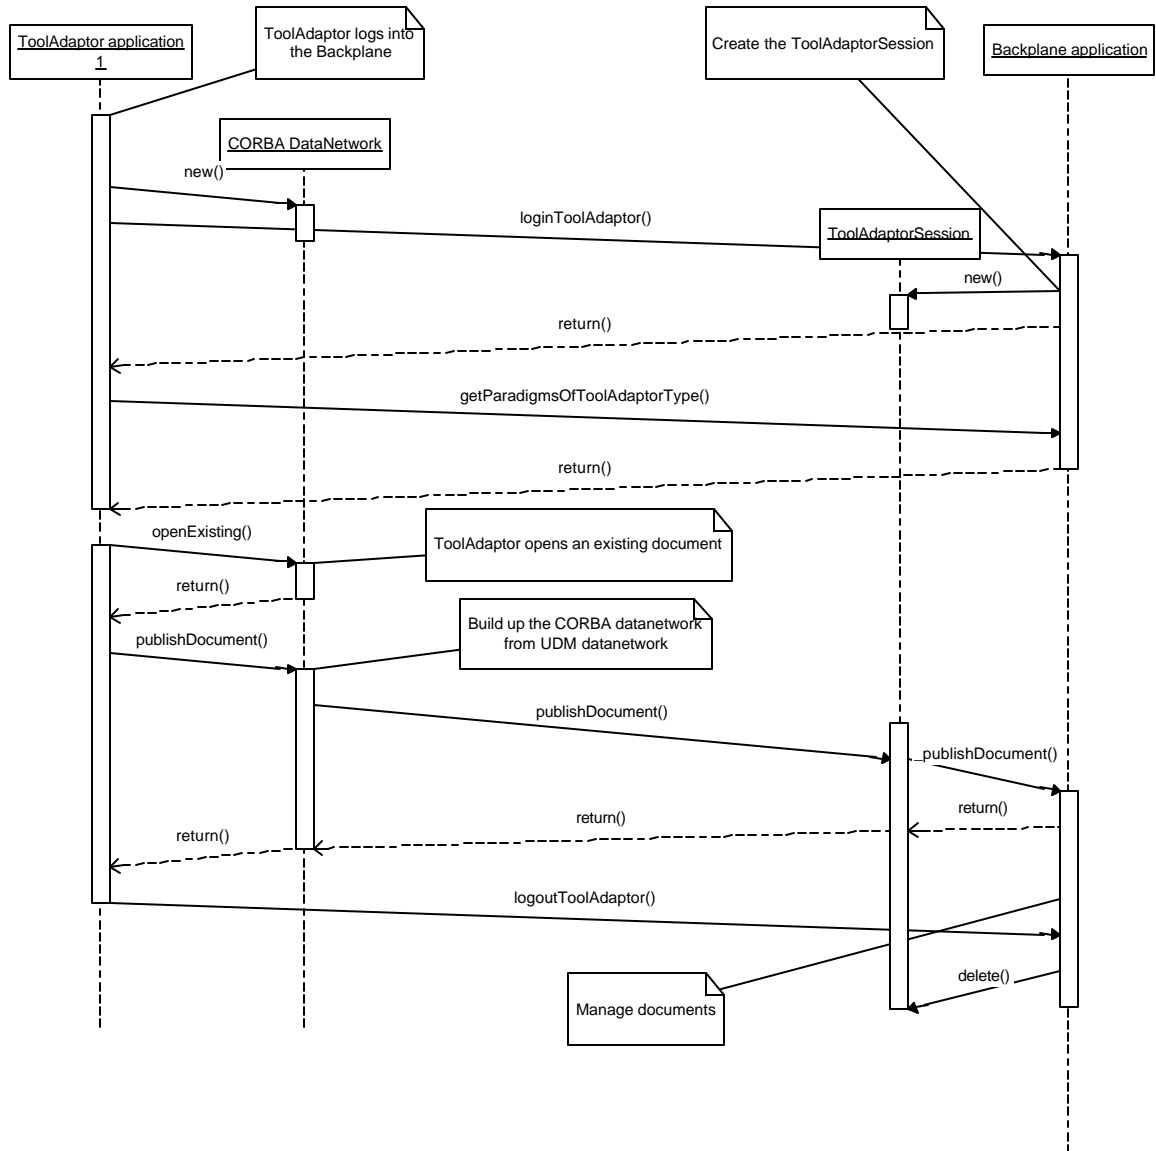 ToolAdaptor application
1
ToolAdaptor logs into
the Backplane
Create the ToolAdaptorSession
Backplane application
CORBA DataNetwork
new()
loginToolAdaptor()
ToolAdaptorSession
new()
return()
getParadigmsOfToolAdaptorType()
return()
openExisting()
ToolAdaptor opens an existing document
return()
Build up the CORBA datanetwork
from UDM datanetwork
publishDocument()
publishDocument()
_publishDocument()
return()
return()
return()
logoutToolAdaptor()
delete()
Manage documents